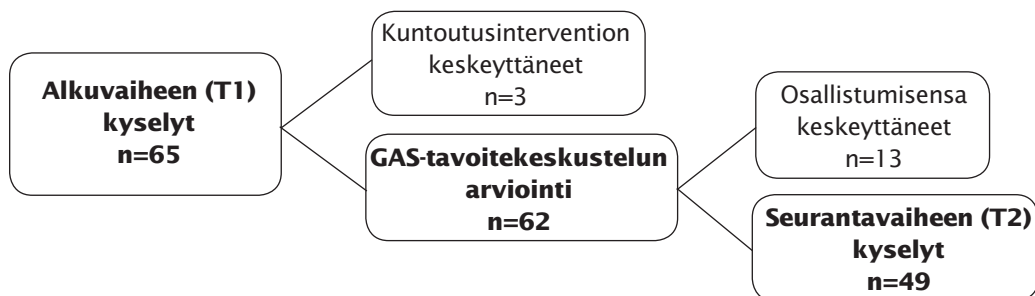 Alkuvaiheen (T1)
kyselyt
n=65
Kuntoutusintervention
keskeyttäneet
n=3
GAS-tavoitekeskustelun
arviointi
n=62
Osallistumisensa
keskeyttäneet
n=13
Seurantavaiheen (T2)
kyselyt
n=49